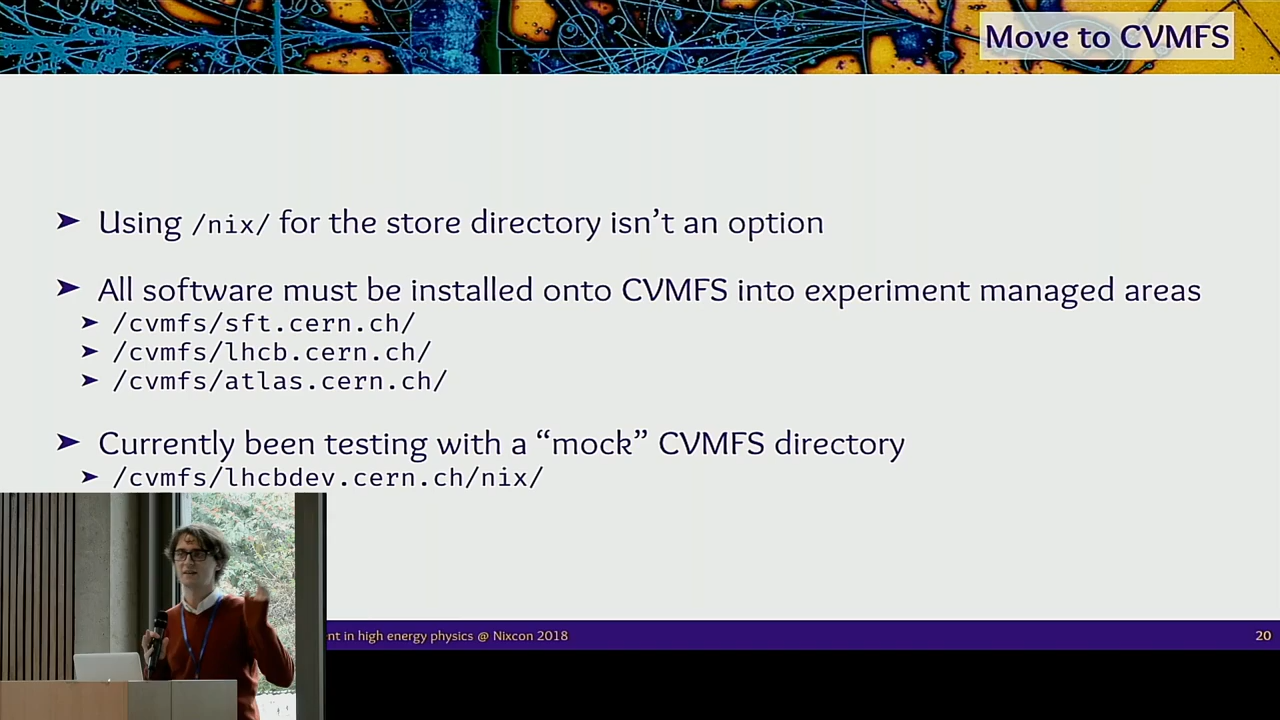 Move to CVMFS
➤ Using /nix/ for the store directory isn't an option
➤ All software must be installed onto CVMFS into experiment managed areas
➤ /cvmfs/sft.cern.ch/
➤ /cvmfs/lhcb.cern.ch/
➤ /cvmfs/atlas.cern.ch/
➤ Currently been testing with a “mock” CVMFS directory
➤ /cvmfs/lhcbdev.cern.ch/nix/
nt in high energy physics @ Nixcon 2018
20